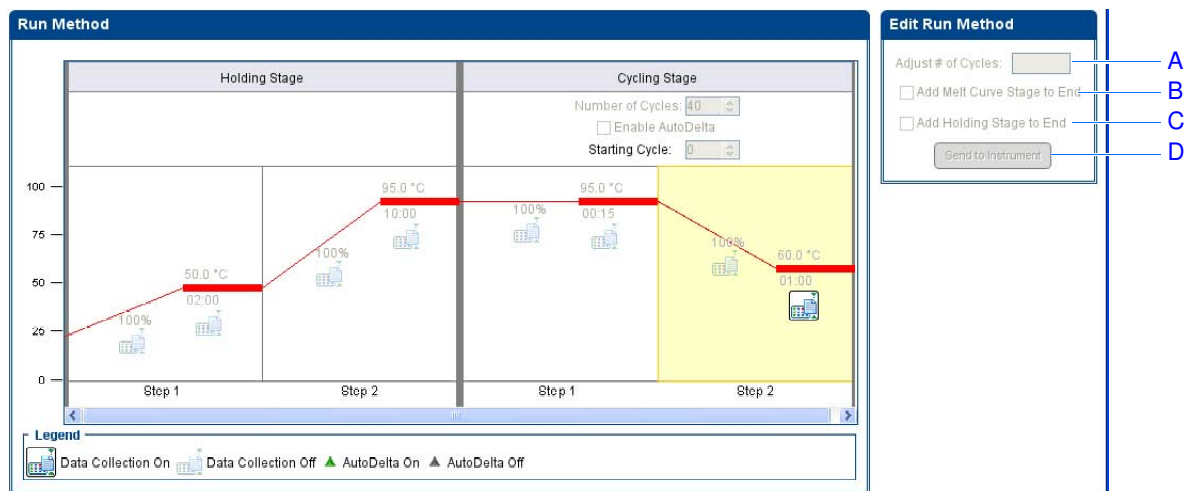 Run Method
Edit Run Method
Holding Stage
Cycling Stage
Number of Cycles: 40
Enable AutoDelta
Starting Cycle: 0
Adjust # of Cycles:
A
Add Melt Curve Stage to End
B
Add Holding Stage to End
C
Send to Instrument
D
100
75
50
25
0
100%
50.0 °C
02:00
100%
95.0 °C
10:00
100%
95.0 °C
00:15
100%
60.0 °C
01:00
Step 1
Step 2
Step 1
Step 2
Legend
Data Collection On
Data Collection Off
AutoDelta On
AutoDelta Off